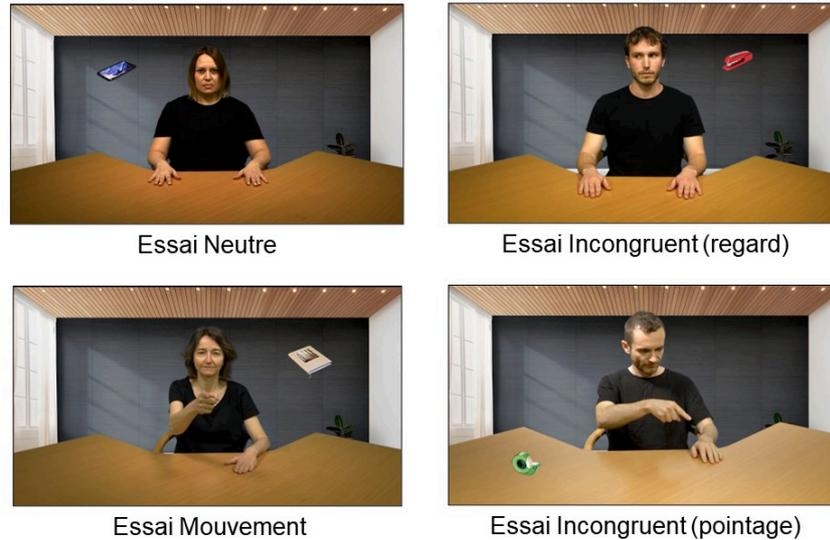 Essai Neutre
Essai Incongruent (regard)
Essai Mouvement
Essai Incongruent (pointage)